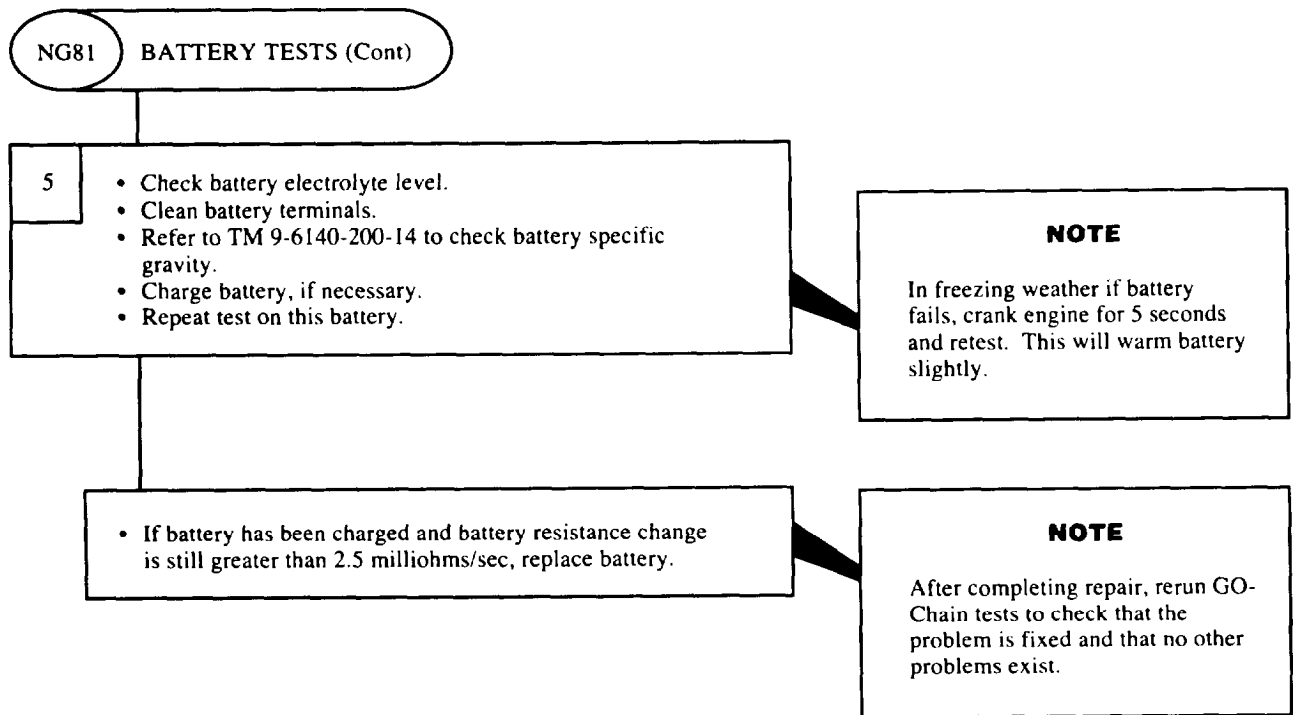 NG81 BATTERY TESTS (Cont)
5
• Check battery electrolyte level.
• Clean battery terminals.
• Refer to TM 9-6140-200-14 to check battery specific
gravity.
• Charge battery, if necessary.
• Repeat test on this battery.
NOTE
In freezing weather if battery
fails, crank engine for 5 seconds
and retest. This will warm battery
slightly.
• If battery has been charged and battery resistance change
is still greater than 2.5 milliohms/sec, replace battery.
NOTE
After completing repair, rerun GO-
Chain tests to check that the
problem is fixed and that no other
problems exist.